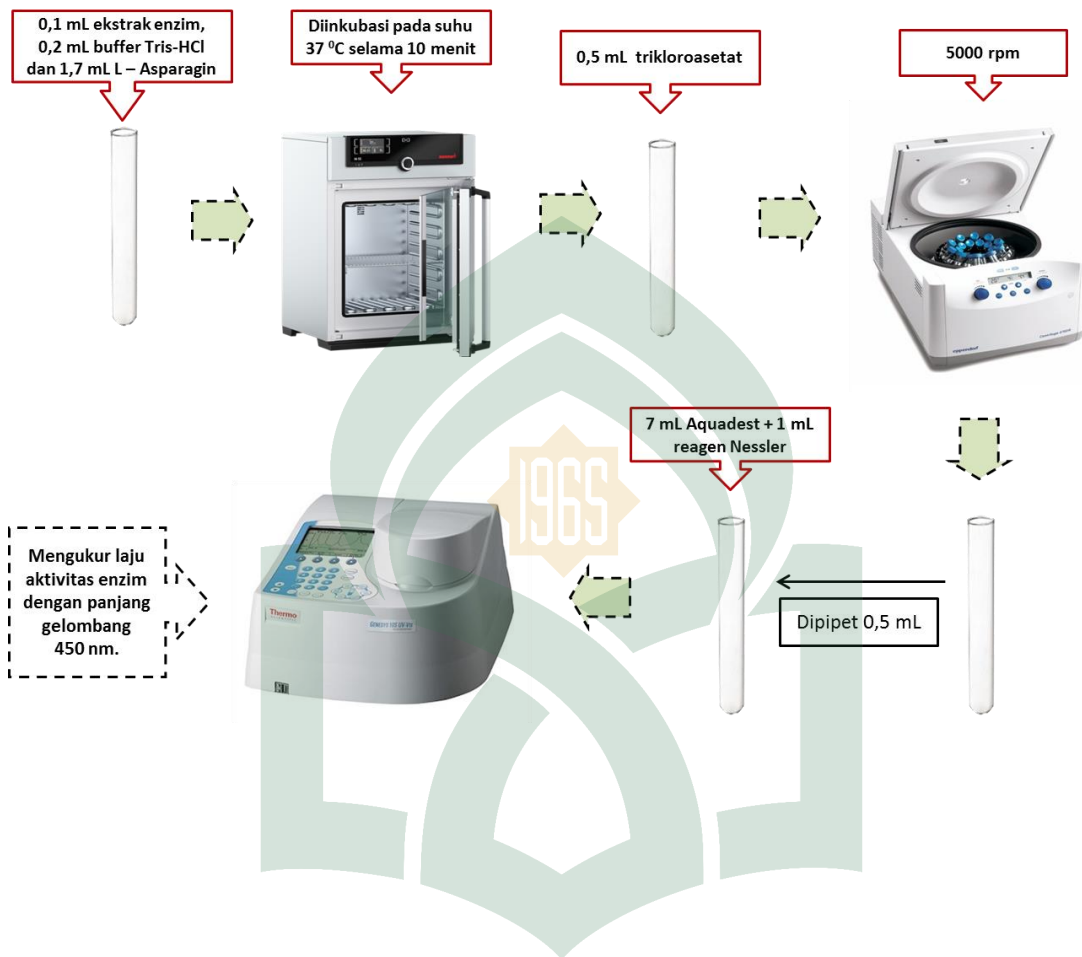 0,1 mL ekstrak enzim,
0,2 mL buffer Tris-HCl
dan 1,7 mL L – Asparagin
Diinkubasi pada suhu
37 ⁰C selama 10 menit
0,5 mL trikloroasetat
5000 rpm
7 mL Aquadest + 1 mL
reagen Nessler
Dipipet 0,5 mL
Mengukur laju
aktivitas enzim
dengan panjang
gelombang
450 nm.
1965
Thermo
eppendorf